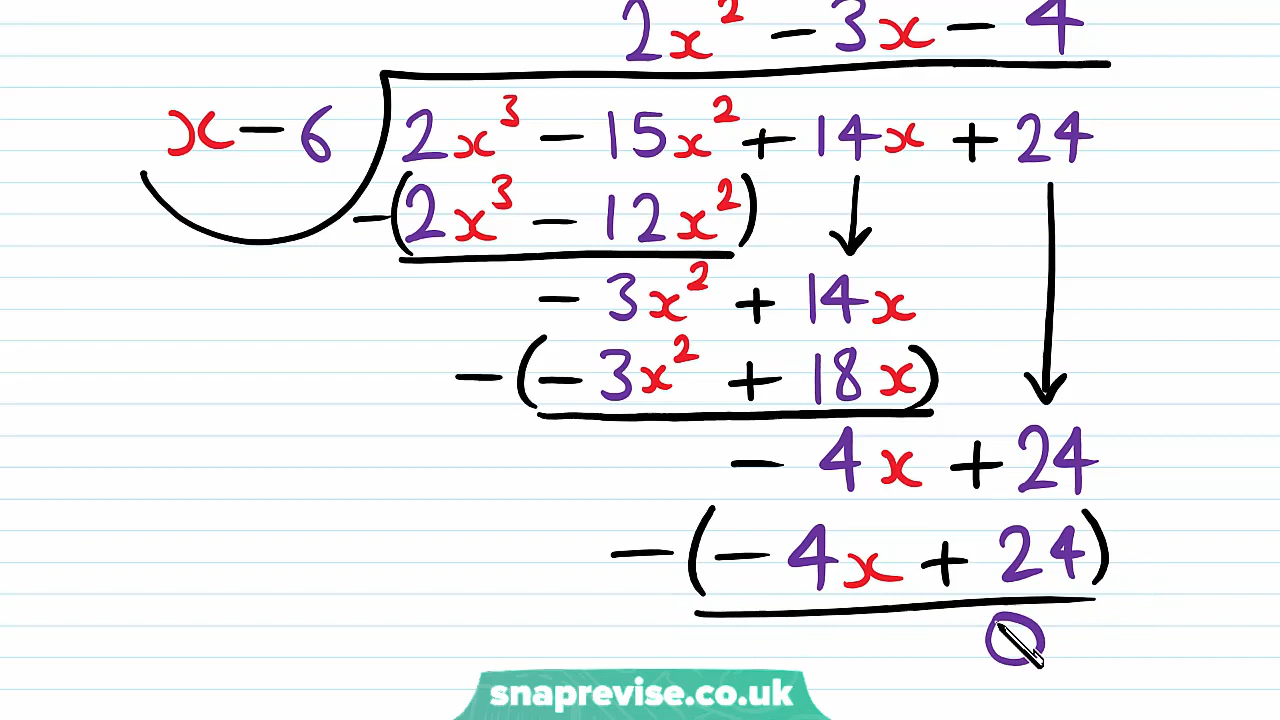 2x² - 3x - 4
x - 6 2x³ - 15x² + 14x + 24
-(2x³ - 12x²)
- 3x² + 14x
-(- 3x² + 18x)
- 4x + 24
-(- 4x + 24)
0
snaprevise.co.uk